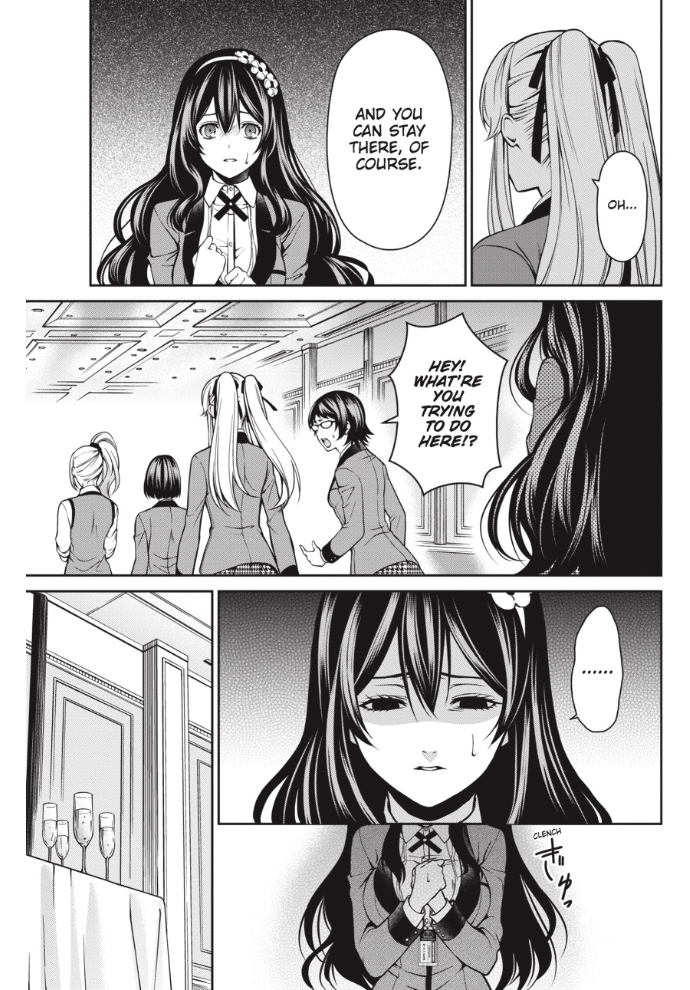 OH...
AND YOU
CAN STAY
THERE, OF
COURSE.
HEY!
WHAT'RE
YOU
TRYING
TO DO
HERE!?
......
CLENCH
ぎゅっ